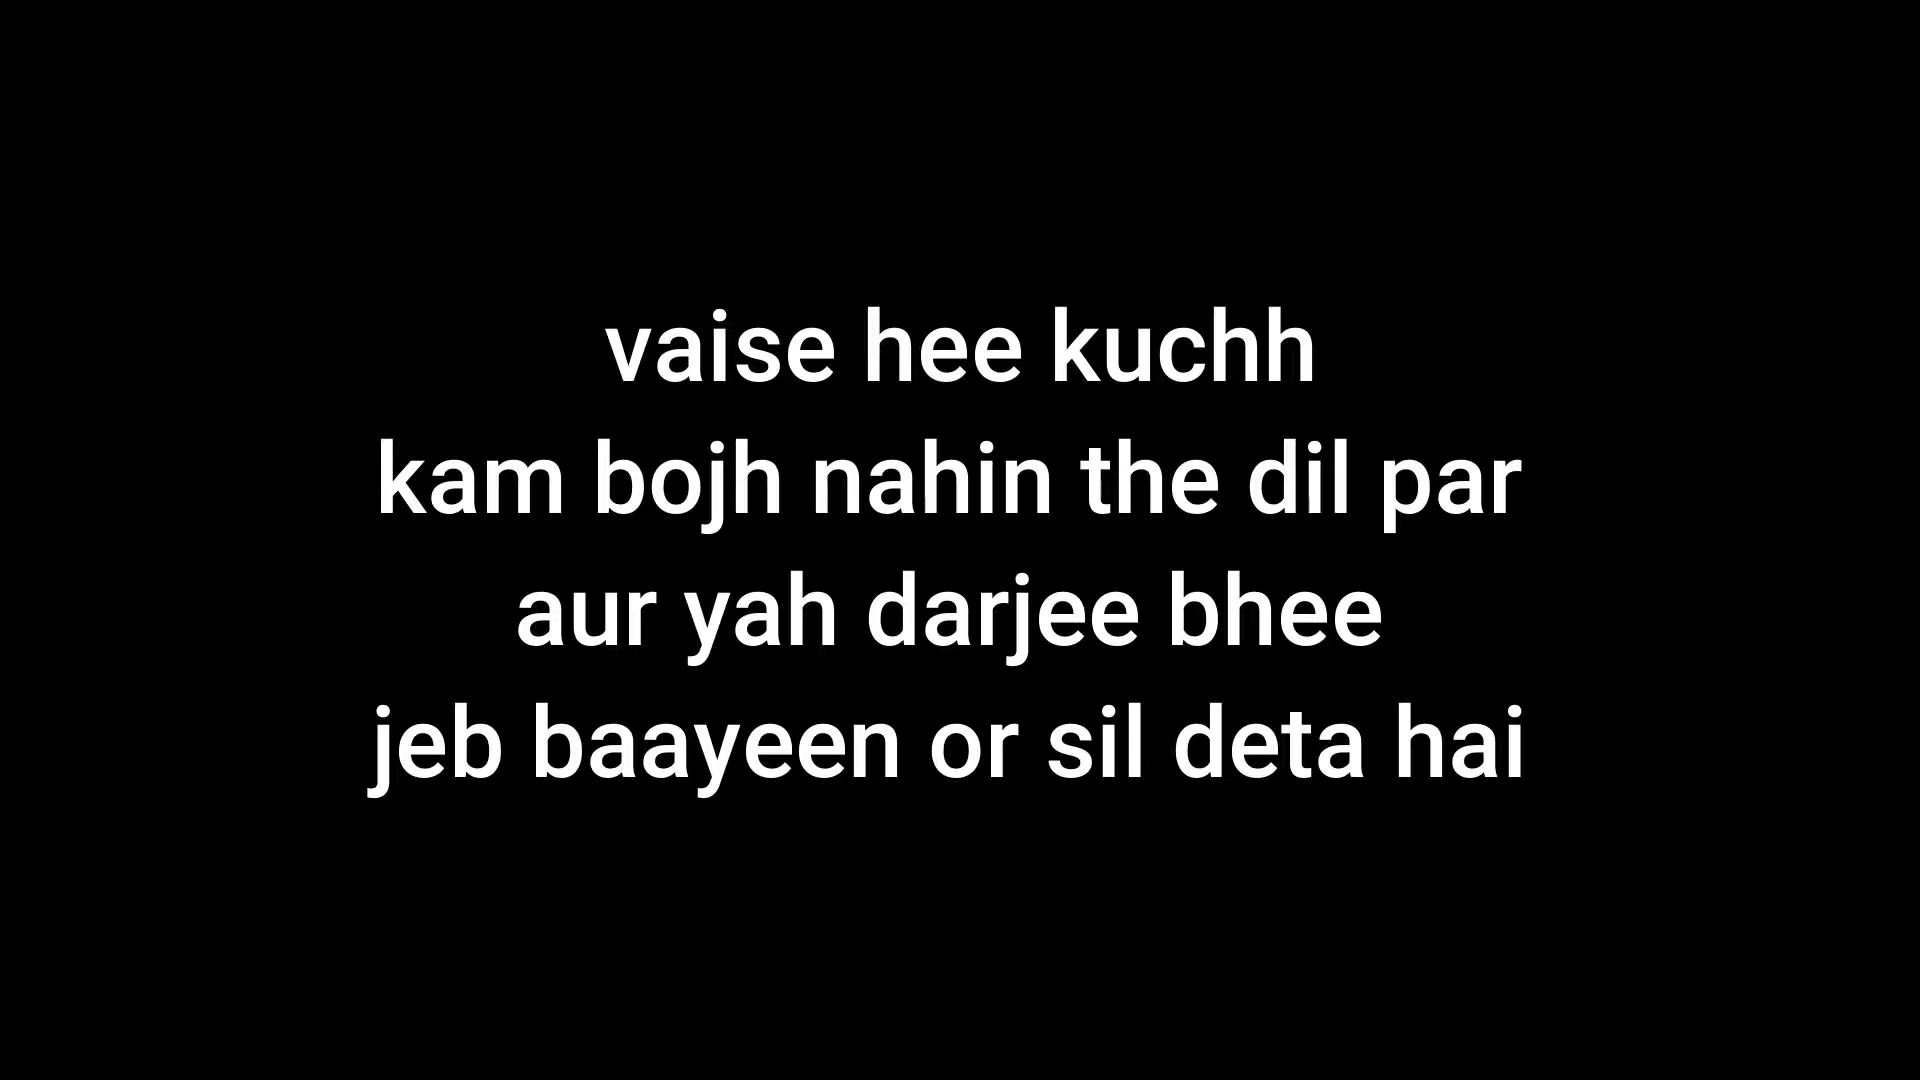 vaise hee kuchh
kam bojh nahin the dil par
aur yah darjee bhee
jeb baayeen or sil deta hai